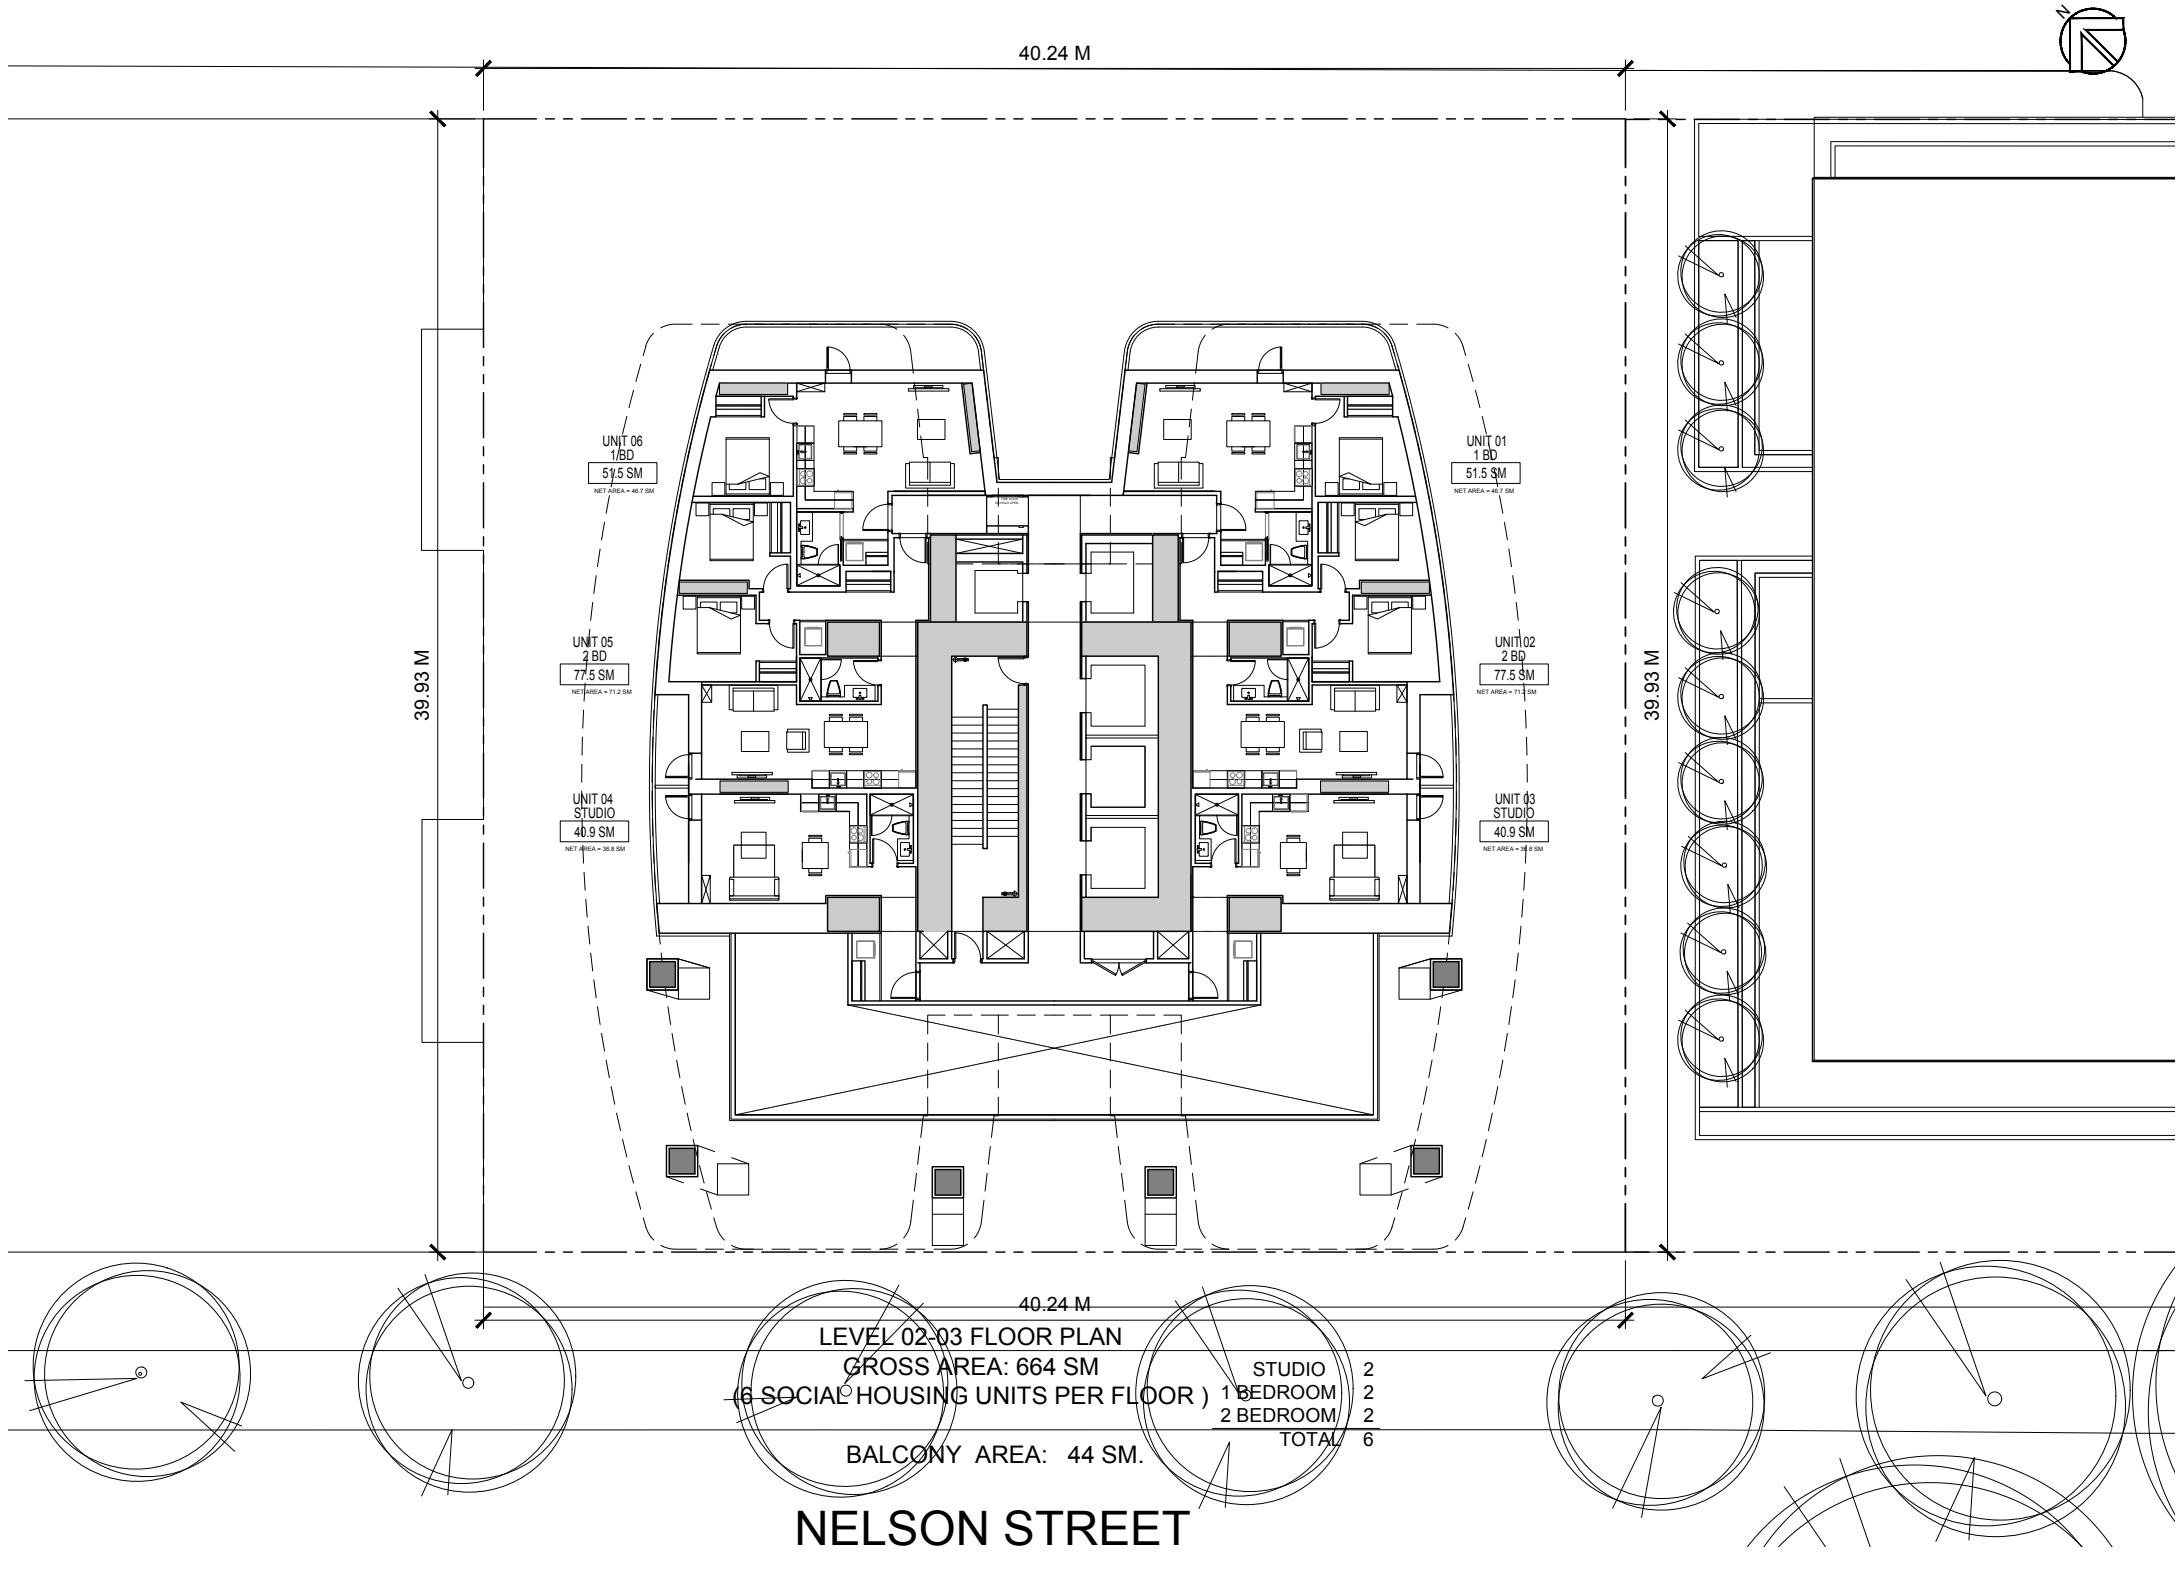 N
40.24 M
UNIT 06
1 BD
51.5 SM
NET AREA = 46.7 SM
UNIT 01
1 BD
51.5 SM
NET AREA = 46.7 SM
UNIT 05
2 BD
77.5 SM
NET AREA = 71.2 SM
UNIT 02
2 BD
77.5 SM
NET AREA = 71.2 SM
39.93 M
39.93 M
UNIT 04
STUDIO
40.9 SM
NET AREA = 36.8 SM
UNIT 03
STUDIO
40.9 SM
NET AREA = 36.8 SM
40.24 M
LEVEL 02-03 FLOOR PLAN
GROSS AREA: 664 SM
(6 SOCIAL HOUSING UNITS PER FLOOR )
BALCONY AREA: 44 SM.
STUDIO 2
1 BEDROOM 2
2 BEDROOM 2
TOTAL 6
NELSON STREET